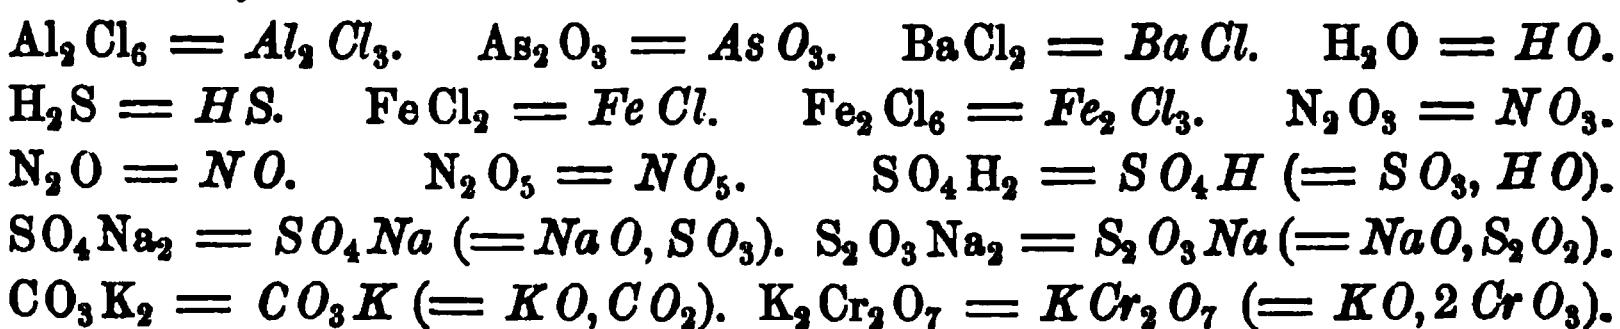 Al₂Cl₆ = Al₂Cl₃. As₂O₃ = AsO₃. BaCl₂ = BaCl. H₂O = HO.
H₂S = HS. FeCl₂ = FeCl. Fe₂Cl₆ = Fe₂Cl₃. N₂O₃ = NO₃.
N₂O = NO. N₂O₅ = NO₅. SO₄H₂ = SO₄H (= SO₃, HO).
SO₄Na₂ = SO₄Na (= NaO, SO₃). S₂O₃Na₂ = S₂O₃Na (= NaO, S₂O₂).
CO₃K₂ = CO₃K (= KO, CO₂). K₂Cr₂O₇ = KCr₂O₇ (= KO, 2CrO₃).